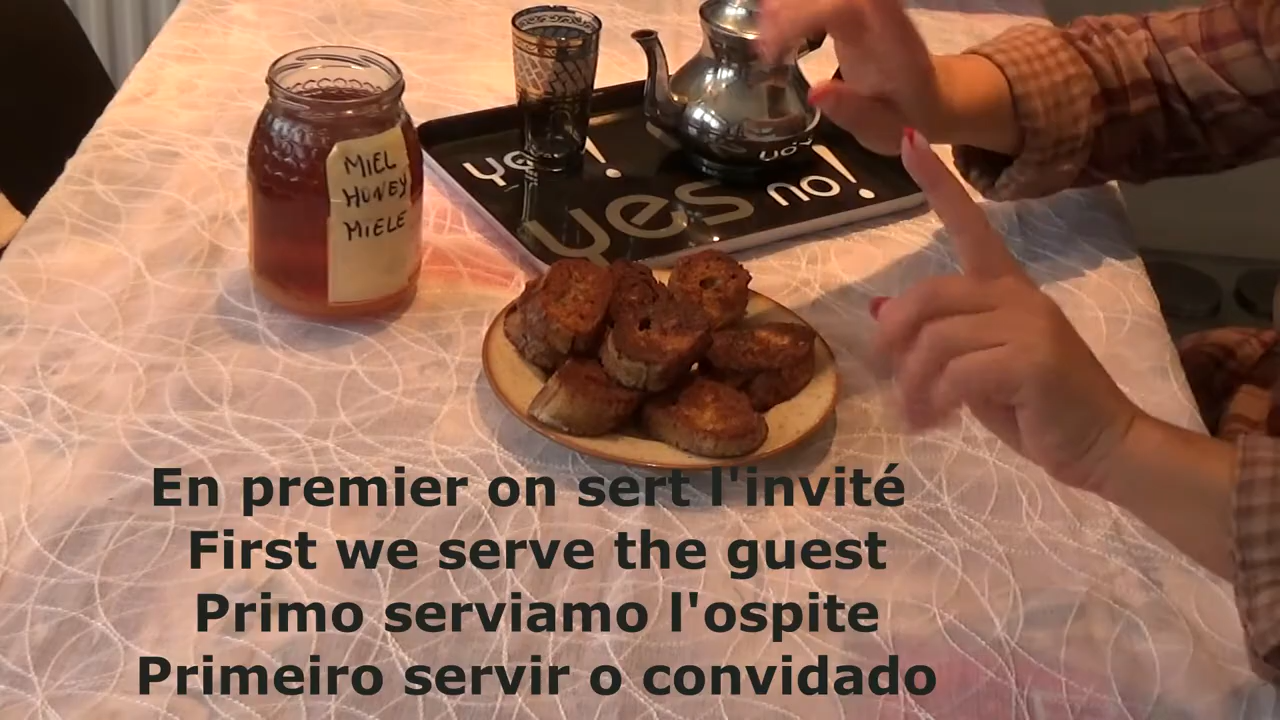 MIEL
HONEY
MIELE
ye !
yes
no!
En premier on sert l'invité
First we serve the guest
Primo serviamo l'ospite
Primeiro servir o convidado